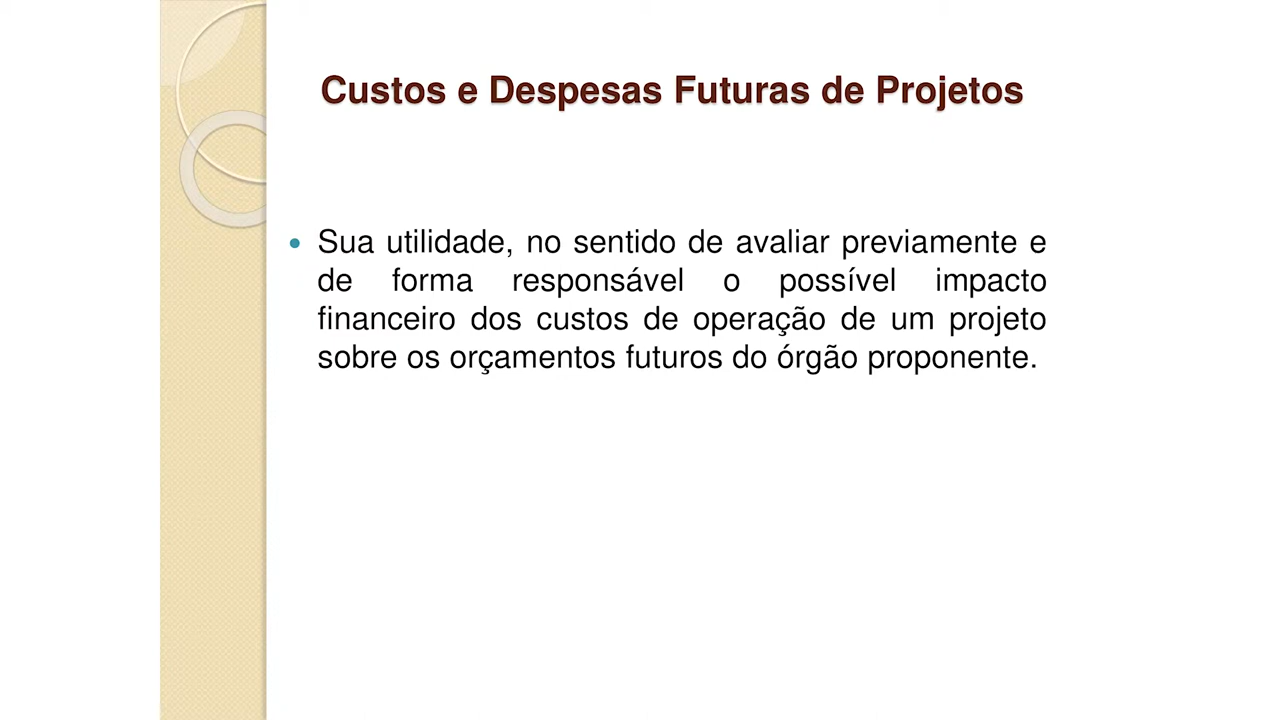 Custos e Despesas Futuras de Projetos
• Sua utilidade, no sentido de avaliar previamente e
de forma responsável o possível impacto
financeiro dos custos de operação de um projeto
sobre os orçamentos futuros do órgão proponente.